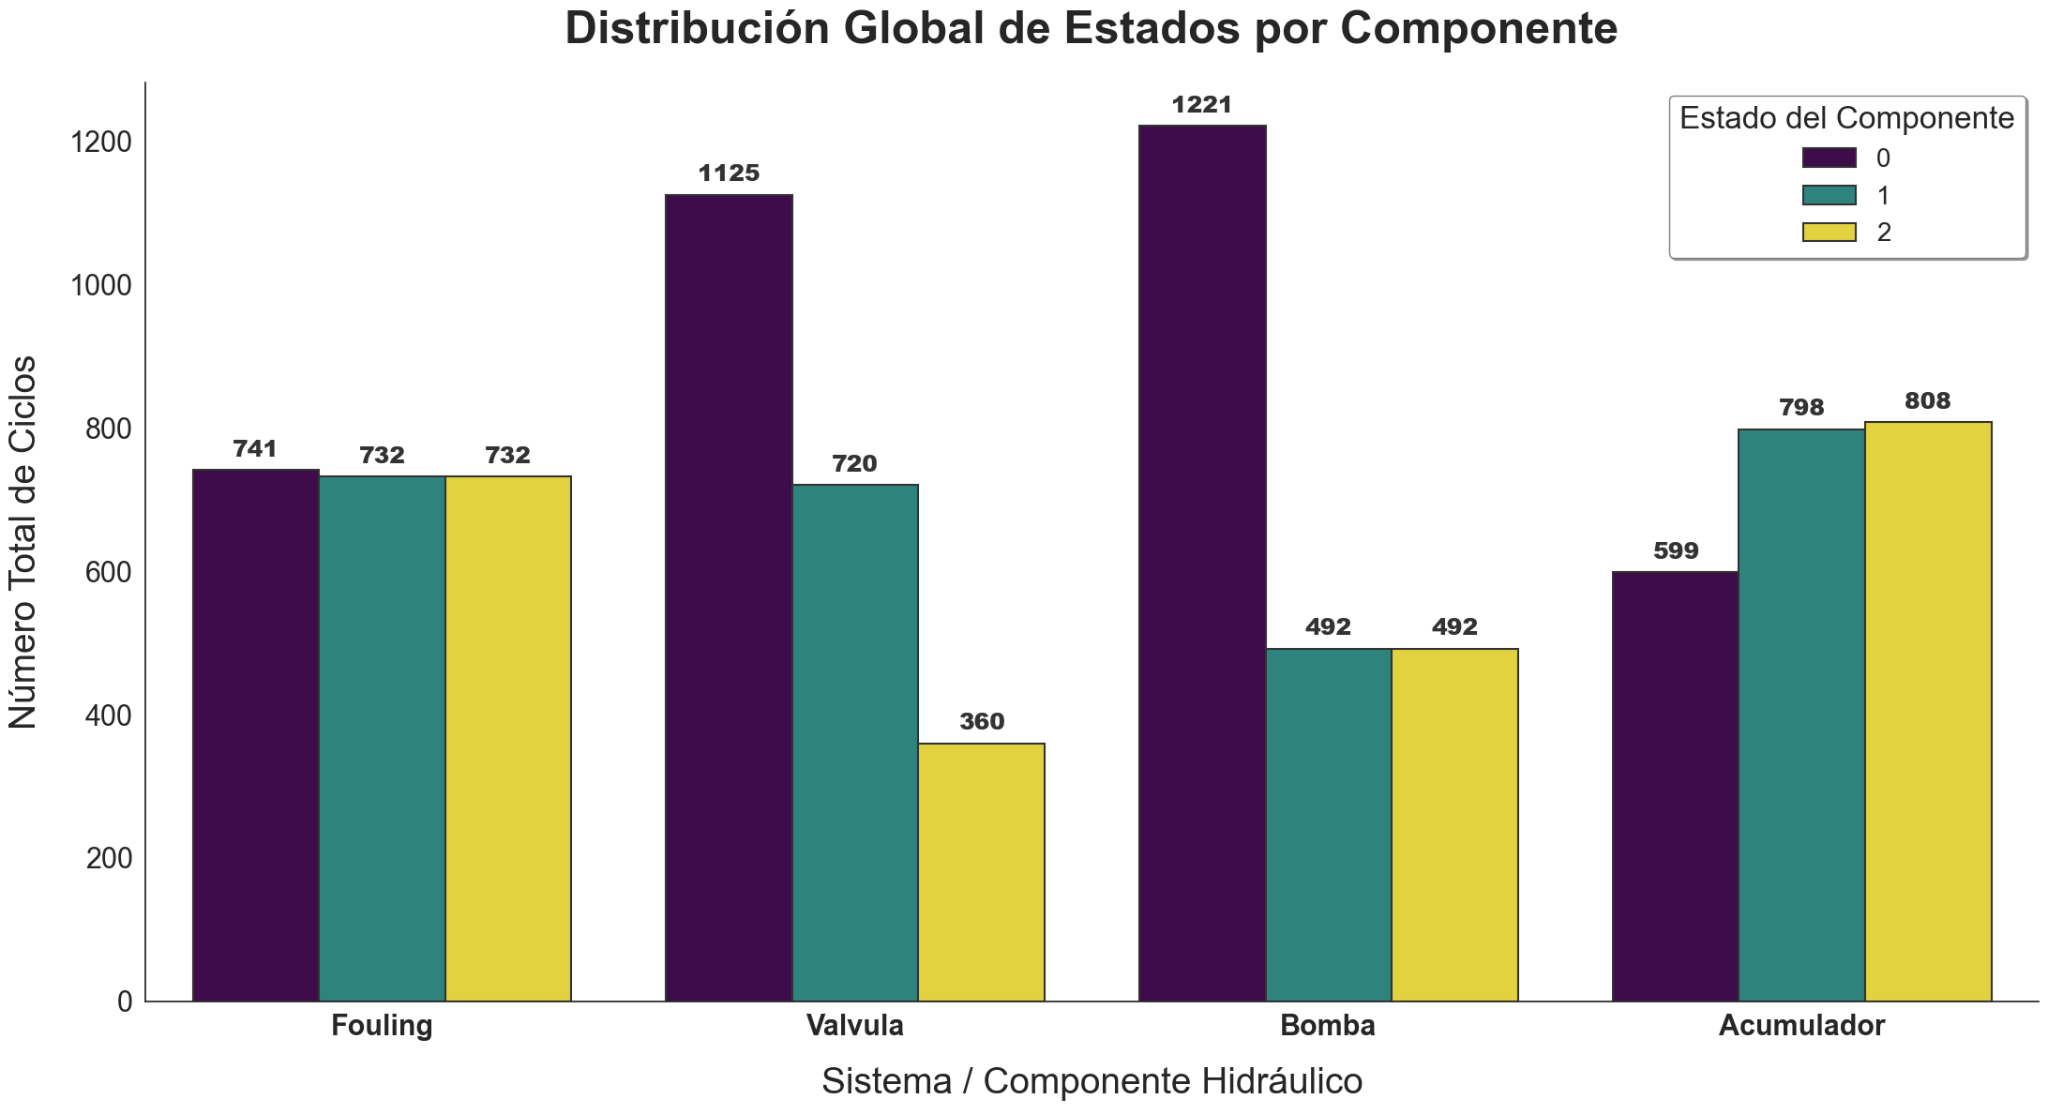 Distribución Global de Estados por Componente
Número Total de Ciclos
1200
1000
800
600
400
200
0
741
732
732
1125
720
360
1221
492
492
599
798
808
Estado del Componente
0
1
2
Fouling
Valvula
Bomba
Acumulador
Sistema / Componente Hidráulico